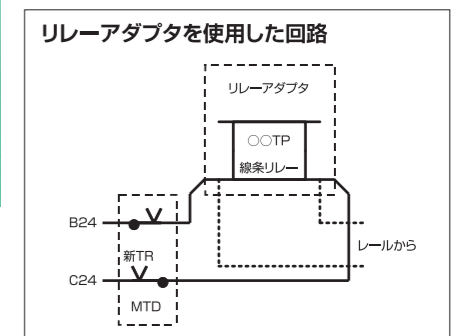 リレーアダプタを使用した回路
リレーアダプタ
○○TP
線条リレー
B24
レールから
新TR
C24
MTD